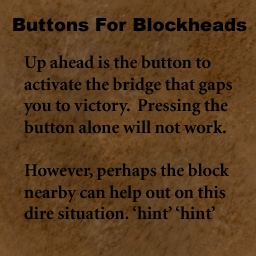 Buttons For Blockheads
Up ahead is the button to
activate the bridge that gaps
you to victory.  Pressing the
button alone will not work.
However, perhaps the block
nearby can help out on this
dire situation. ‘hint’ ‘hint’